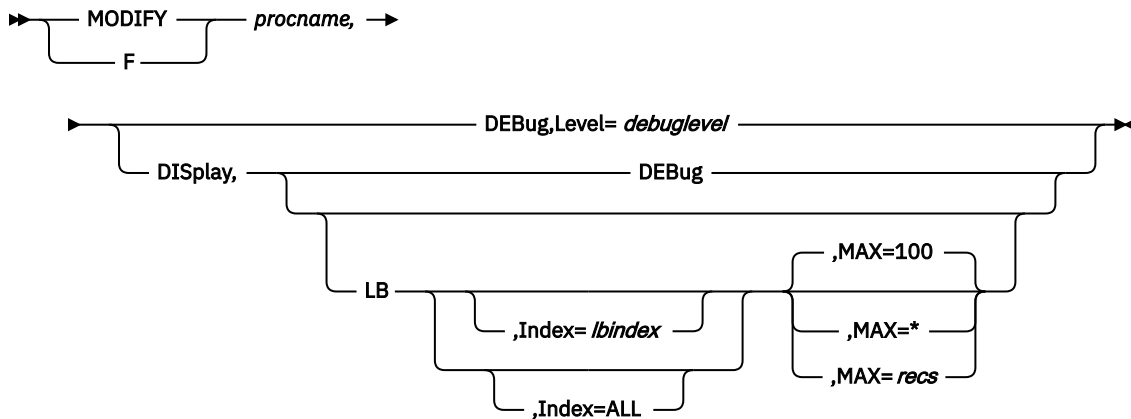 MODIFY procname,
F
DEBug,Level= debuglevel
DISplay, DEBug
,MAX=100
LB
,Index= lbindex ,MAX=*
,MAX= recs
,Index=ALL